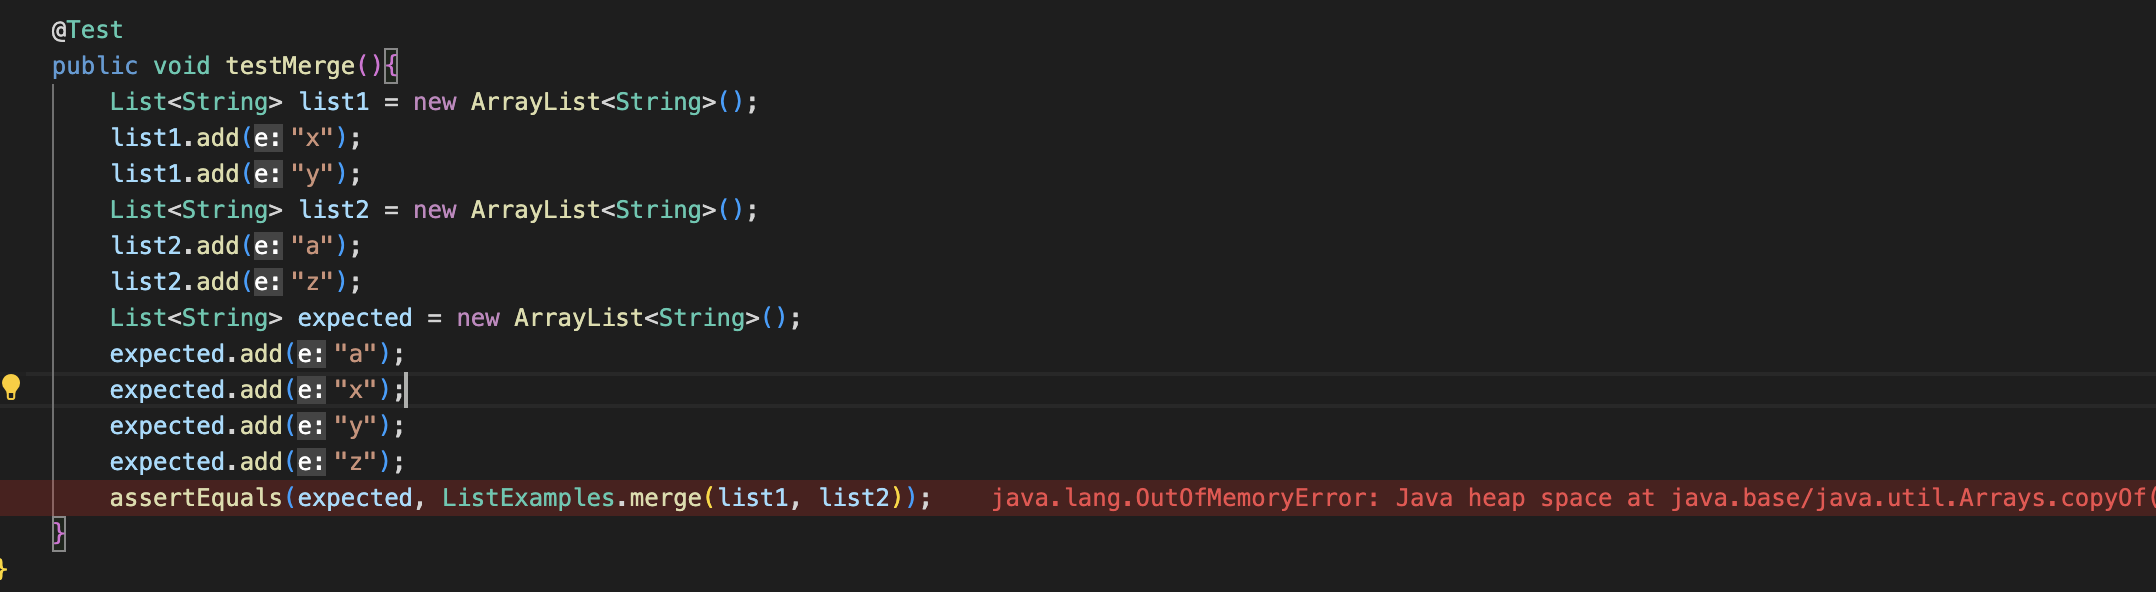 @Test
public void testMerge(){
List<String> list1 = new ArrayList<String>();
list1.add(e: "x");
list1.add(e: "y");
List<String> list2 = new ArrayList<String>();
list2.add(e: "a");
list2.add(e: "z");
List<String> expected = new ArrayList<String>();
expected.add(e: "a");
expected.add(e: "x");
expected.add(e: "y");
expected.add(e: "z");
assertEquals(expected, ListExamples.merge(list1, list2)); java.lang.OutOfMemoryError: Java heap space at java.base/java.util.Arrays.copyOf(
}
}